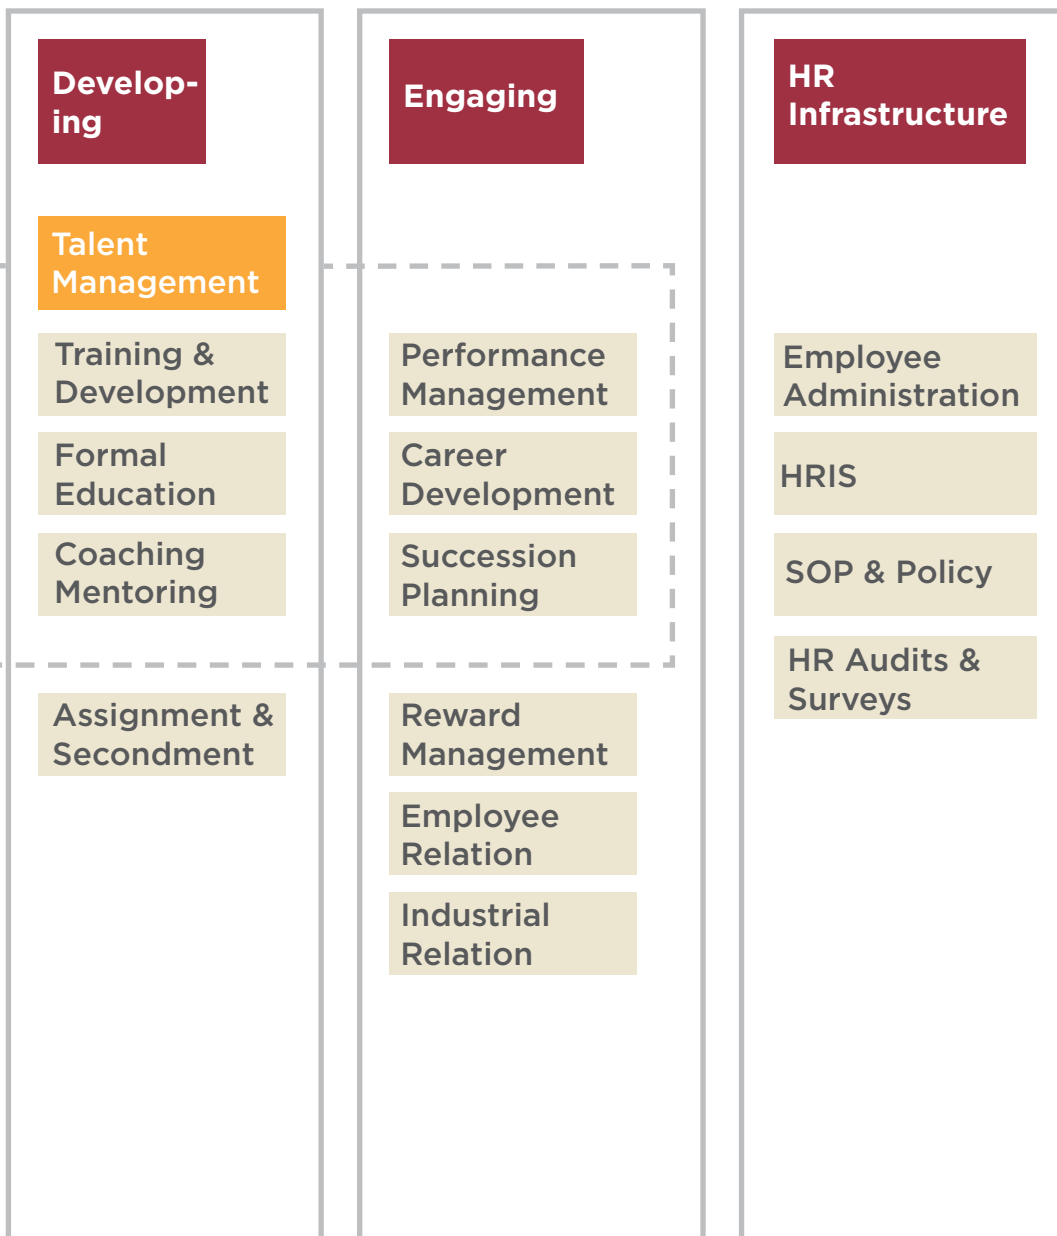 Develop-
ing
Talent
Management
Training &
Development
Formal
Education
Coaching
Mentoring
Assignment &
Secondment
Engaging
Performance
Management
Career
Development
Succession
Planning
Reward
Management
Employee
Relation
Industrial
Relation
HR
Infrastructure
Employee
Administration
HRIS
SOP & Policy
HR Audits &
Surveys